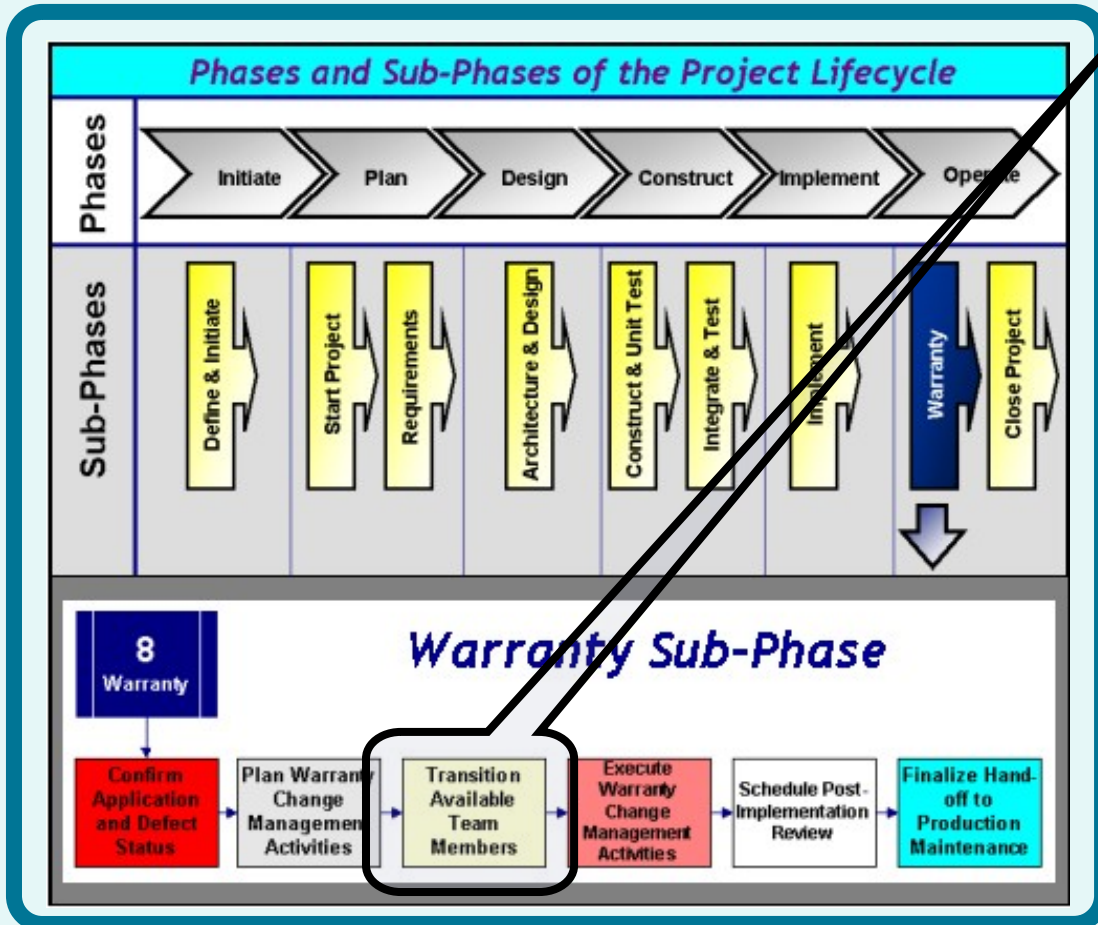 Phases and Sub-Phases of the Project Lifecycle
Phases
Initiate
Plan
Design
Construct
Implement
Operate
Sub-Phases
Define & Initiate
Start Project
Requirements
Architecture & Design
Construct & Unit Test
Integrate & Test
Implement
Warranty
Close Project
8
Warranty
Warranty Sub-Phase
Confirm
Application
and Defect
Status
Plan Warranty
Change
Management
Activities
Transition
Available
Team
Members
Execute
Warranty
Change
Management
Activities
Schedule Post-
Implementation
Review
Finalize Hand-
off to
Production
Maintenance